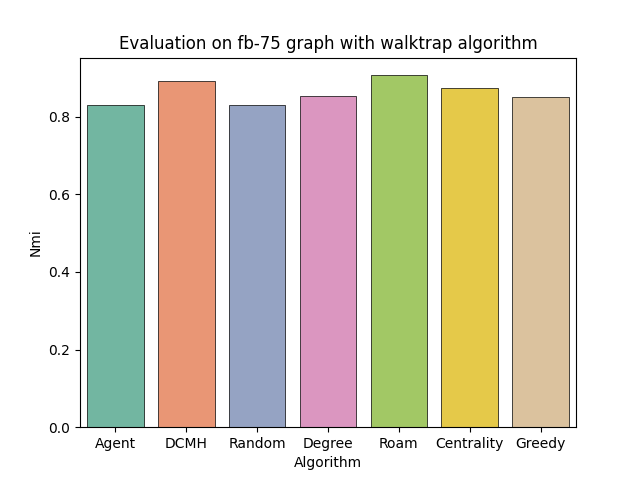 Evaluation on fb-75 graph with walktrap algorithm
Nmi
0.8
0.6
0.4
0.2
0.0
Agent DCMH Random Degree Roam Centrality Greedy
Algorithm